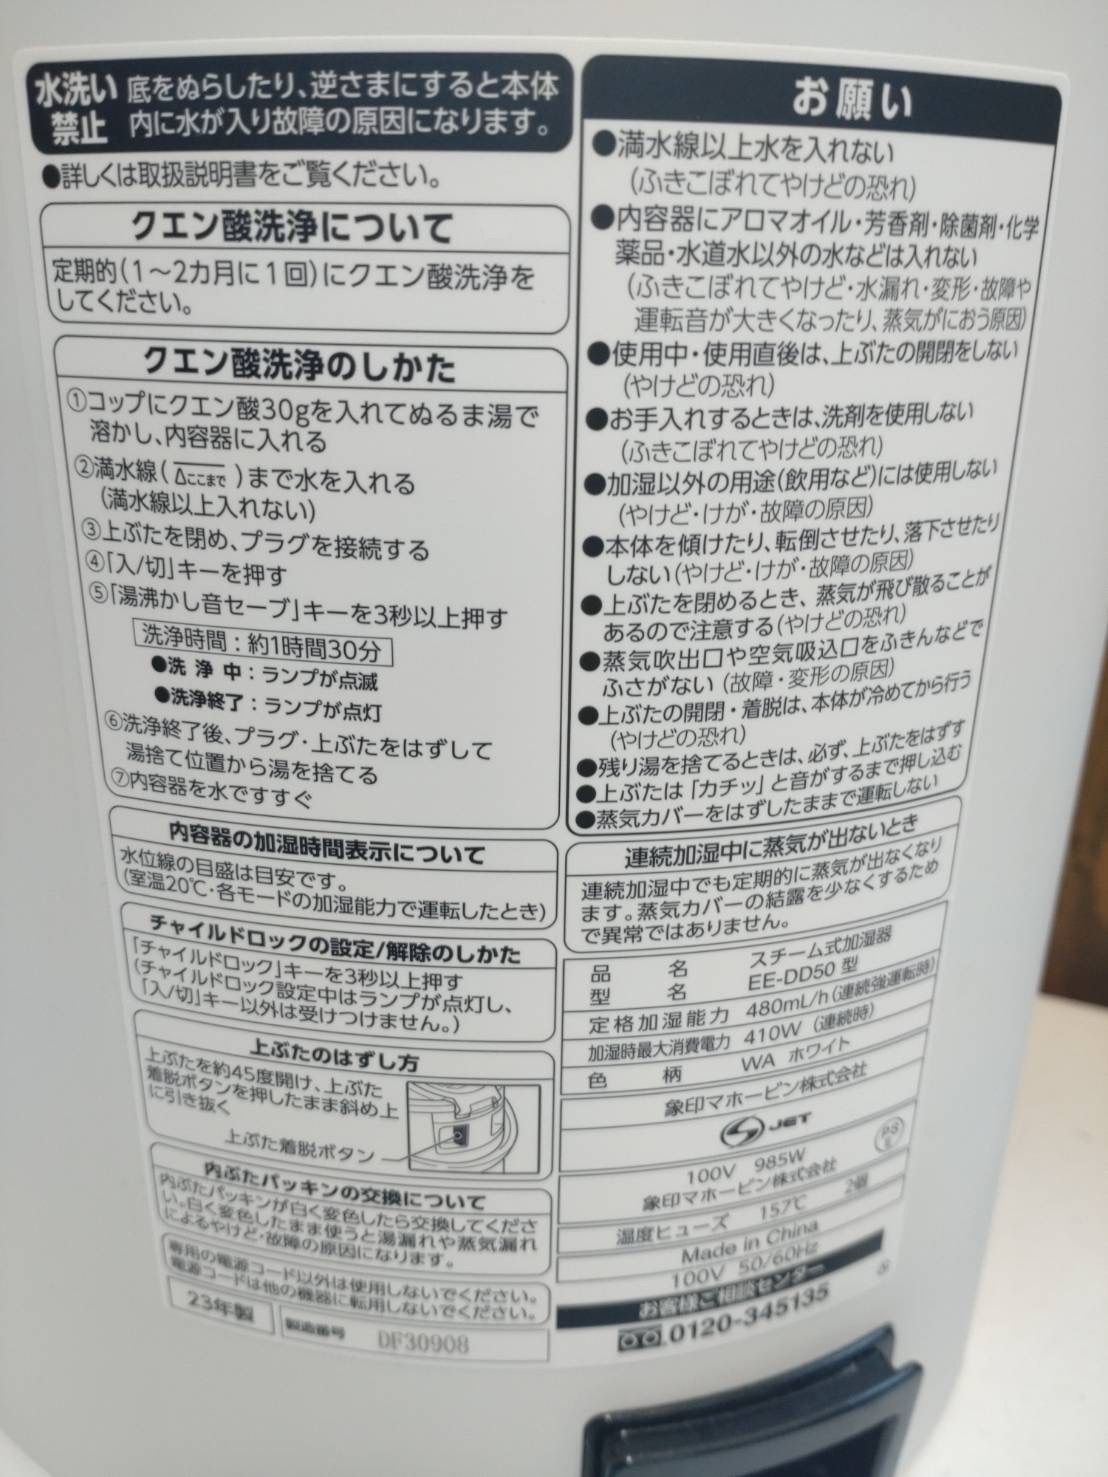 水洗い禁止 底をぬらしたり、逆さまにすると本体
内に水が入り故障の原因になります。
●詳しくは取扱説明書をご覧ください。
クエン酸洗浄について
定期的(1～2カ月に1回)にクエン酸洗浄を
してください。
クエン酸洗浄のしかた
①コップにクエン酸30gを入れてぬるま湯で
溶かし、内容器に入れる
②満水線(△ここまで)まで水を入れる
(満水線以上入れない)
③上ぶたを閉め、プラグを接続する
④「入/切」キーを押す
⑤「湯沸かし音セーブ」キーを3秒以上押す
洗浄時間:約1時間30分
●洗浄中:ランプが点滅
●洗浄終了:ランプが点灯
⑥洗浄終了後、プラグ・上ぶたをはずして
湯捨て位置から湯を捨てる
⑦内容器を水ですすぐ
内容器の加湿時間表示について
水位線の目盛は目安です。
(室温20℃・各モードの加湿能力で運転したとき)
チャイルドロックの設定/解除のしかた
「チャイルドロック」キーを3秒以上押す
(チャイルドロック設定中はランプが点灯し、
「入/切」キー以外は受けつけません。)
上ぶたのはずし方
上ぶたを約45度開け、上ぶた
着脱ボタンを押したまま斜め上
に引き抜く
上ぶた着脱ボタン
内ぶたパッキンの交換について
内ぶたパッキンが白く変色したら交換してくださ
い。白く変色したまま使うと湯漏れや蒸気漏れ
によるやけど・故障の原因になります。
専用の電源コード以外は使用しないでください。
電源コードは他の機器に転用しないでください。
23年製
製造番号 DF30908
お願い
●満水線以上水を入れない
(ふきこぼれてやけどの恐れ)
●内容器にアロマオイル・芳香剤・除菌剤・化学
薬品・水道水以外の水などは入れない
(ふきこぼれてやけど・水漏れ・変形・故障や
運転音が大きくなったり、蒸気がにおう原因)
●使用中・使用直後は、上ぶたの開閉をしない
(やけどの恐れ)
●お手入れするときは、洗剤を使用しない
(ふきこぼれてやけどの恐れ)
●加湿以外の用途(飲用など)には使用しない
(やけど・けが・故障の原因)
●本体を傾けたり、転倒させたり、落下させたり
しない(やけど・けが・故障の原因)
●上ぶたを閉めるとき、蒸気が飛び散ることが
あるので注意する(やけどの恐れ)
●蒸気吹出口や空気吸込口をふきんなどで
ふさがない(故障・変形の原因)
●上ぶたの開閉・着脱は、本体が冷めてから行う
(やけどの恐れ)
●残り湯を捨てるときは、必ず、上ぶたをはずす
●上ぶたは「カチッ」と音がするまで押し込む
●蒸気カバーをはずしたままで運転しない
連続加湿中に蒸気が出ないとき
連続加湿中でも定期的に蒸気が出なくなり
ます。蒸気カバーの結露を少なくするため
で異常ではありません。
品名 スチーム式加湿器
型名 EE-DD50 型
定格加湿能力 480mL/h(連続強運転時)
加湿時最大消費電力 410W (連続時)
色柄 WA ホワイト
象印マホービン株式会社
JET
PSE
100V 985W
象印マホービン株式会社
温度ヒューズ 157℃ 2個
Made in China
100V 50/60Hz
お客様ご相談センター
0120-345135